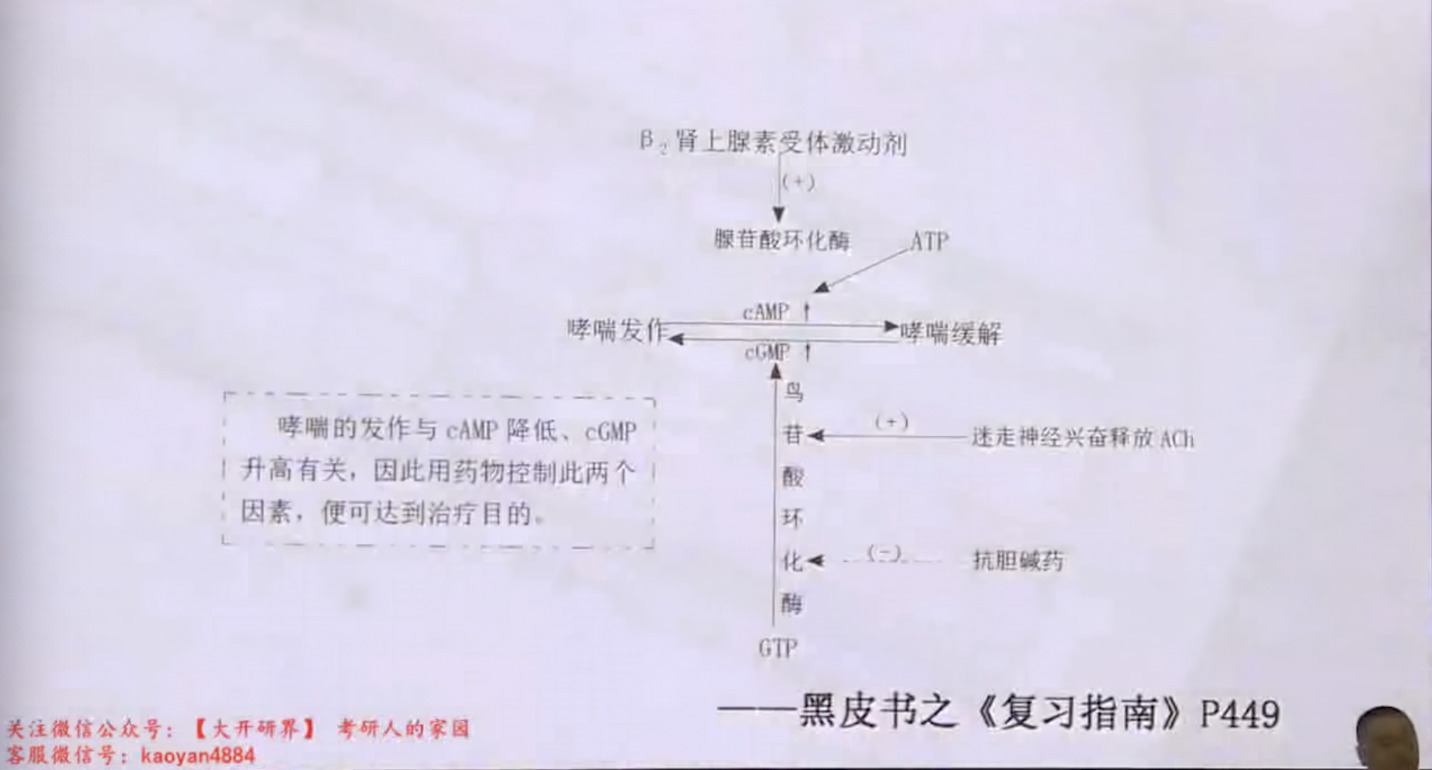 β₂肾上腺素受体激动剂
(+)
腺苷酸环化酶
ATP
cAMP ↑
哮喘发作
哮喘缓解
cGMP ↑
鸟苷酸环化酶
(+)
迷走神经兴奋释放 ACh
(-)
抗胆碱药
GTP
哮喘的发作与 cAMP 降低、cGMP
升高有关，因此用药物控制此两个
因素，便可达到治疗目的。
——黑皮书之《复习指南》P449
关注微信公众号：【大开研界】 考研人的家园
客服微信号：kaoyan4884